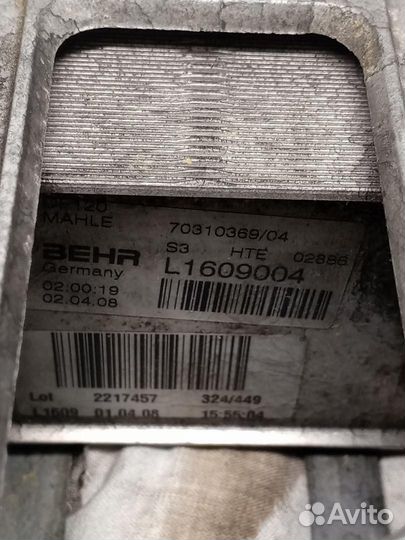 MAHLE 70310369/04
BEHR S3 HTE 02886
Germany L1609004
02:00:19
02.04.08
Lot 2217457 324/449
L1609 01.04.08 15:55:04
Avito